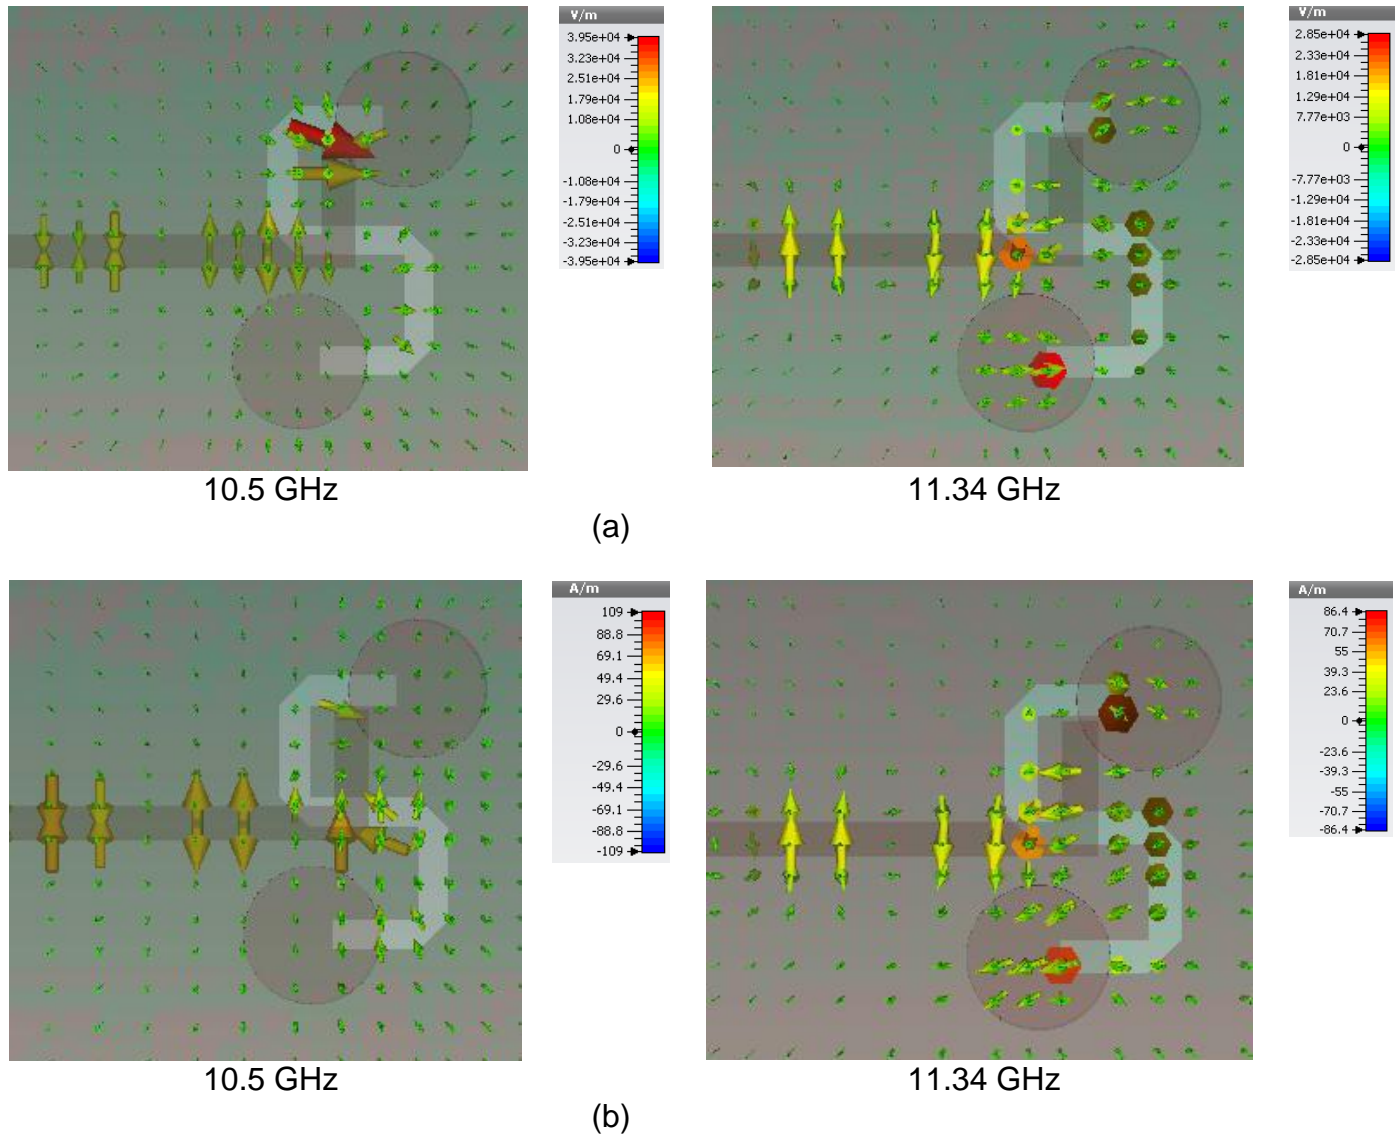 V/m
3.95e+04
3.23e+04
2.51e+04
1.79e+04
1.08e+04
0
-1.08e+04
-1.79e+04
-2.51e+04
-3.23e+04
-3.95e+04
V/m
2.85e+04
2.33e+04
1.81e+04
1.29e+04
7.77e+03
0
-7.77e+03
-1.29e+04
-1.81e+04
-2.33e+04
-2.85e+04
10.5 GHz
11.34 GHz
(a)
A/m
109
88.8
69.1
49.4
29.6
0
-29.6
-49.4
-69.1
-88.8
-109
A/m
86.4
70.7
55
39.3
23.6
0
-23.6
-39.3
-55
-70.7
-86.4
10.5 GHz
11.34 GHz
(b)